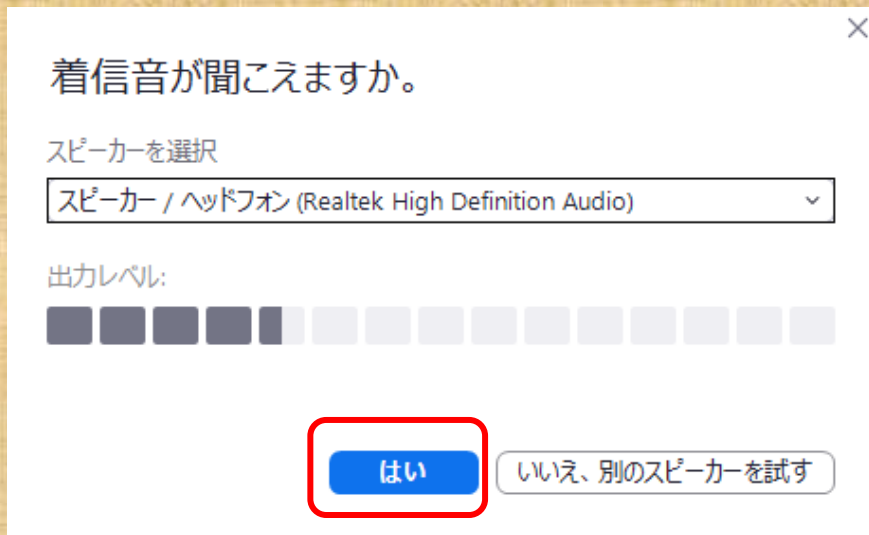 着信音が聞こえますか。
スピーカーを選択
スピーカー / ヘッドフォン (Realtek High Definition Audio)
出力レベル:
はい
いいえ、別のスピーカーを試す